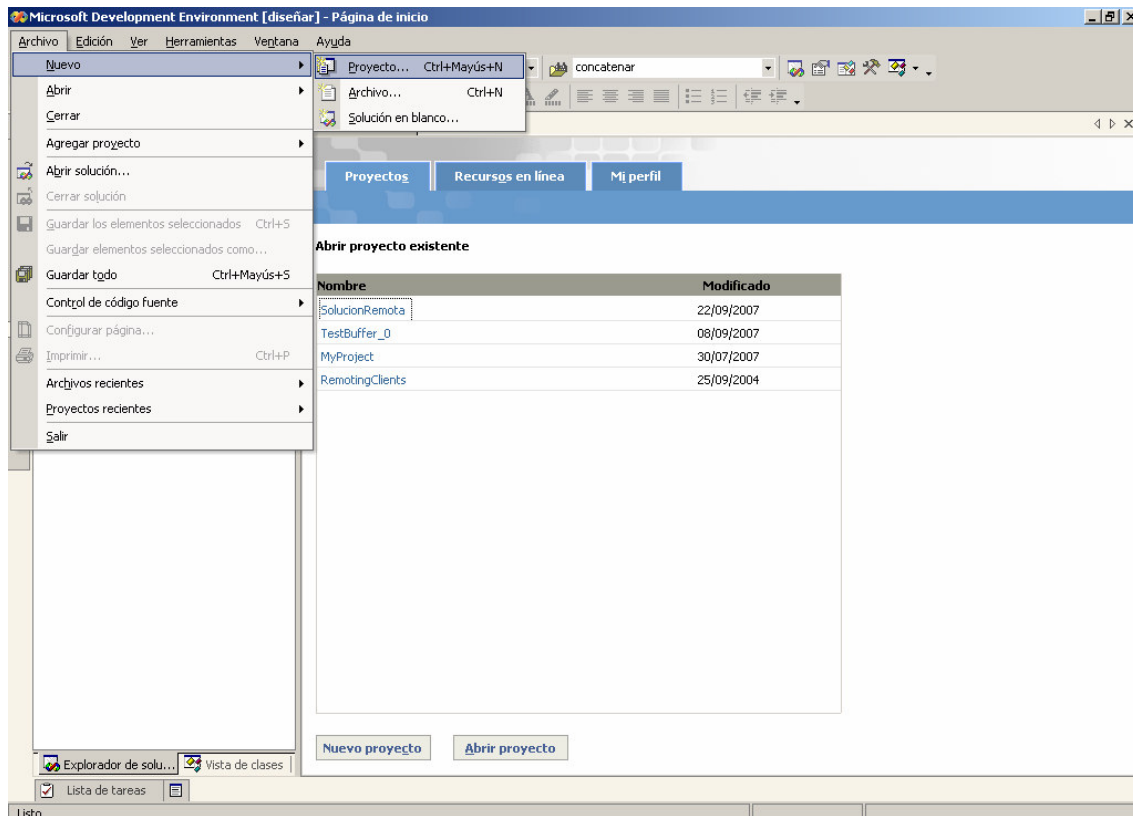 Microsoft Development Environment [diseñar] - Página de inicio
Archivo Edición Ver Herramientas Ventana Ayuda
Nuevo
Proyecto... Ctrl+Mayús+N
concatenar
Abrir
Archivo... Ctrl+N
Cerrar
Solución en blanco...
Agregar proyecto
Abrir solución...
Proyectos Recursos en línea Mi perfil
Cerrar solución
Guardar los elementos seleccionados Ctrl+S
Guardar elementos seleccionados como...
Abrir proyecto existente
Guardar todo Ctrl+Mayús+S
Nombre Modificado
Control de código fuente
SolucionRemota 22/09/2007
Configurar página...
TestBuffer_0 08/09/2007
Imprimir... Ctrl+P
MyProject 30/07/2007
Archivos recientes
RemotingClients 25/09/2004
Proyectos recientes
Salir
Nuevo proyecto Abrir proyecto
Explorador de solu... Vista de clases
Lista de tareas
Listo